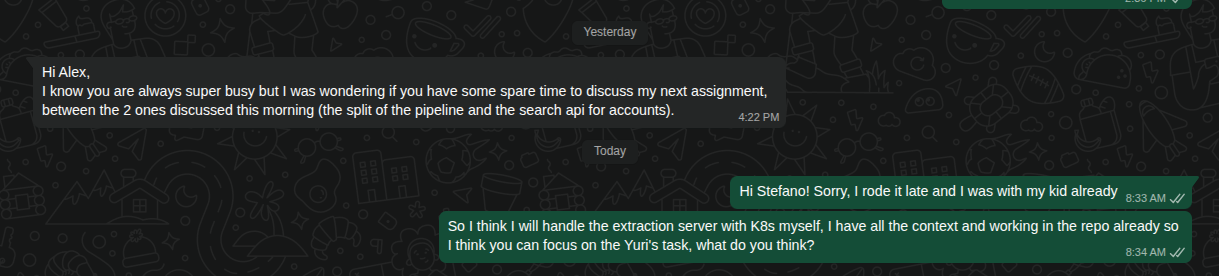 Yesterday
Hi Alex,
I know you are always super busy but I was wondering if you have some spare time to discuss my next assignment,
between the 2 ones discussed this morning (the split of the pipeline and the search api for accounts).
4:22 PM
Today
Hi Stefano! Sorry, I rode it late and I was with my kid already
8:33 AM
So I think I will handle the extraction server with K8s myself, I have all the context and working in the repo already so
I think you can focus on the Yuri's task, what do you think?
8:34 AM